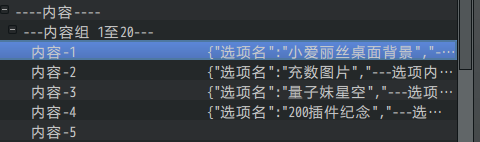 ----内容----
---内容组 1至20---
内容-1 {"选项名":"小爱丽丝桌面背景","-…
内容-2 {"选项名":"充数图片","---选项内…
内容-3 {"选项名":"量子妹星空","---选项…
内容-4 {"选项名":"200插件纪念","---选…
内容-5